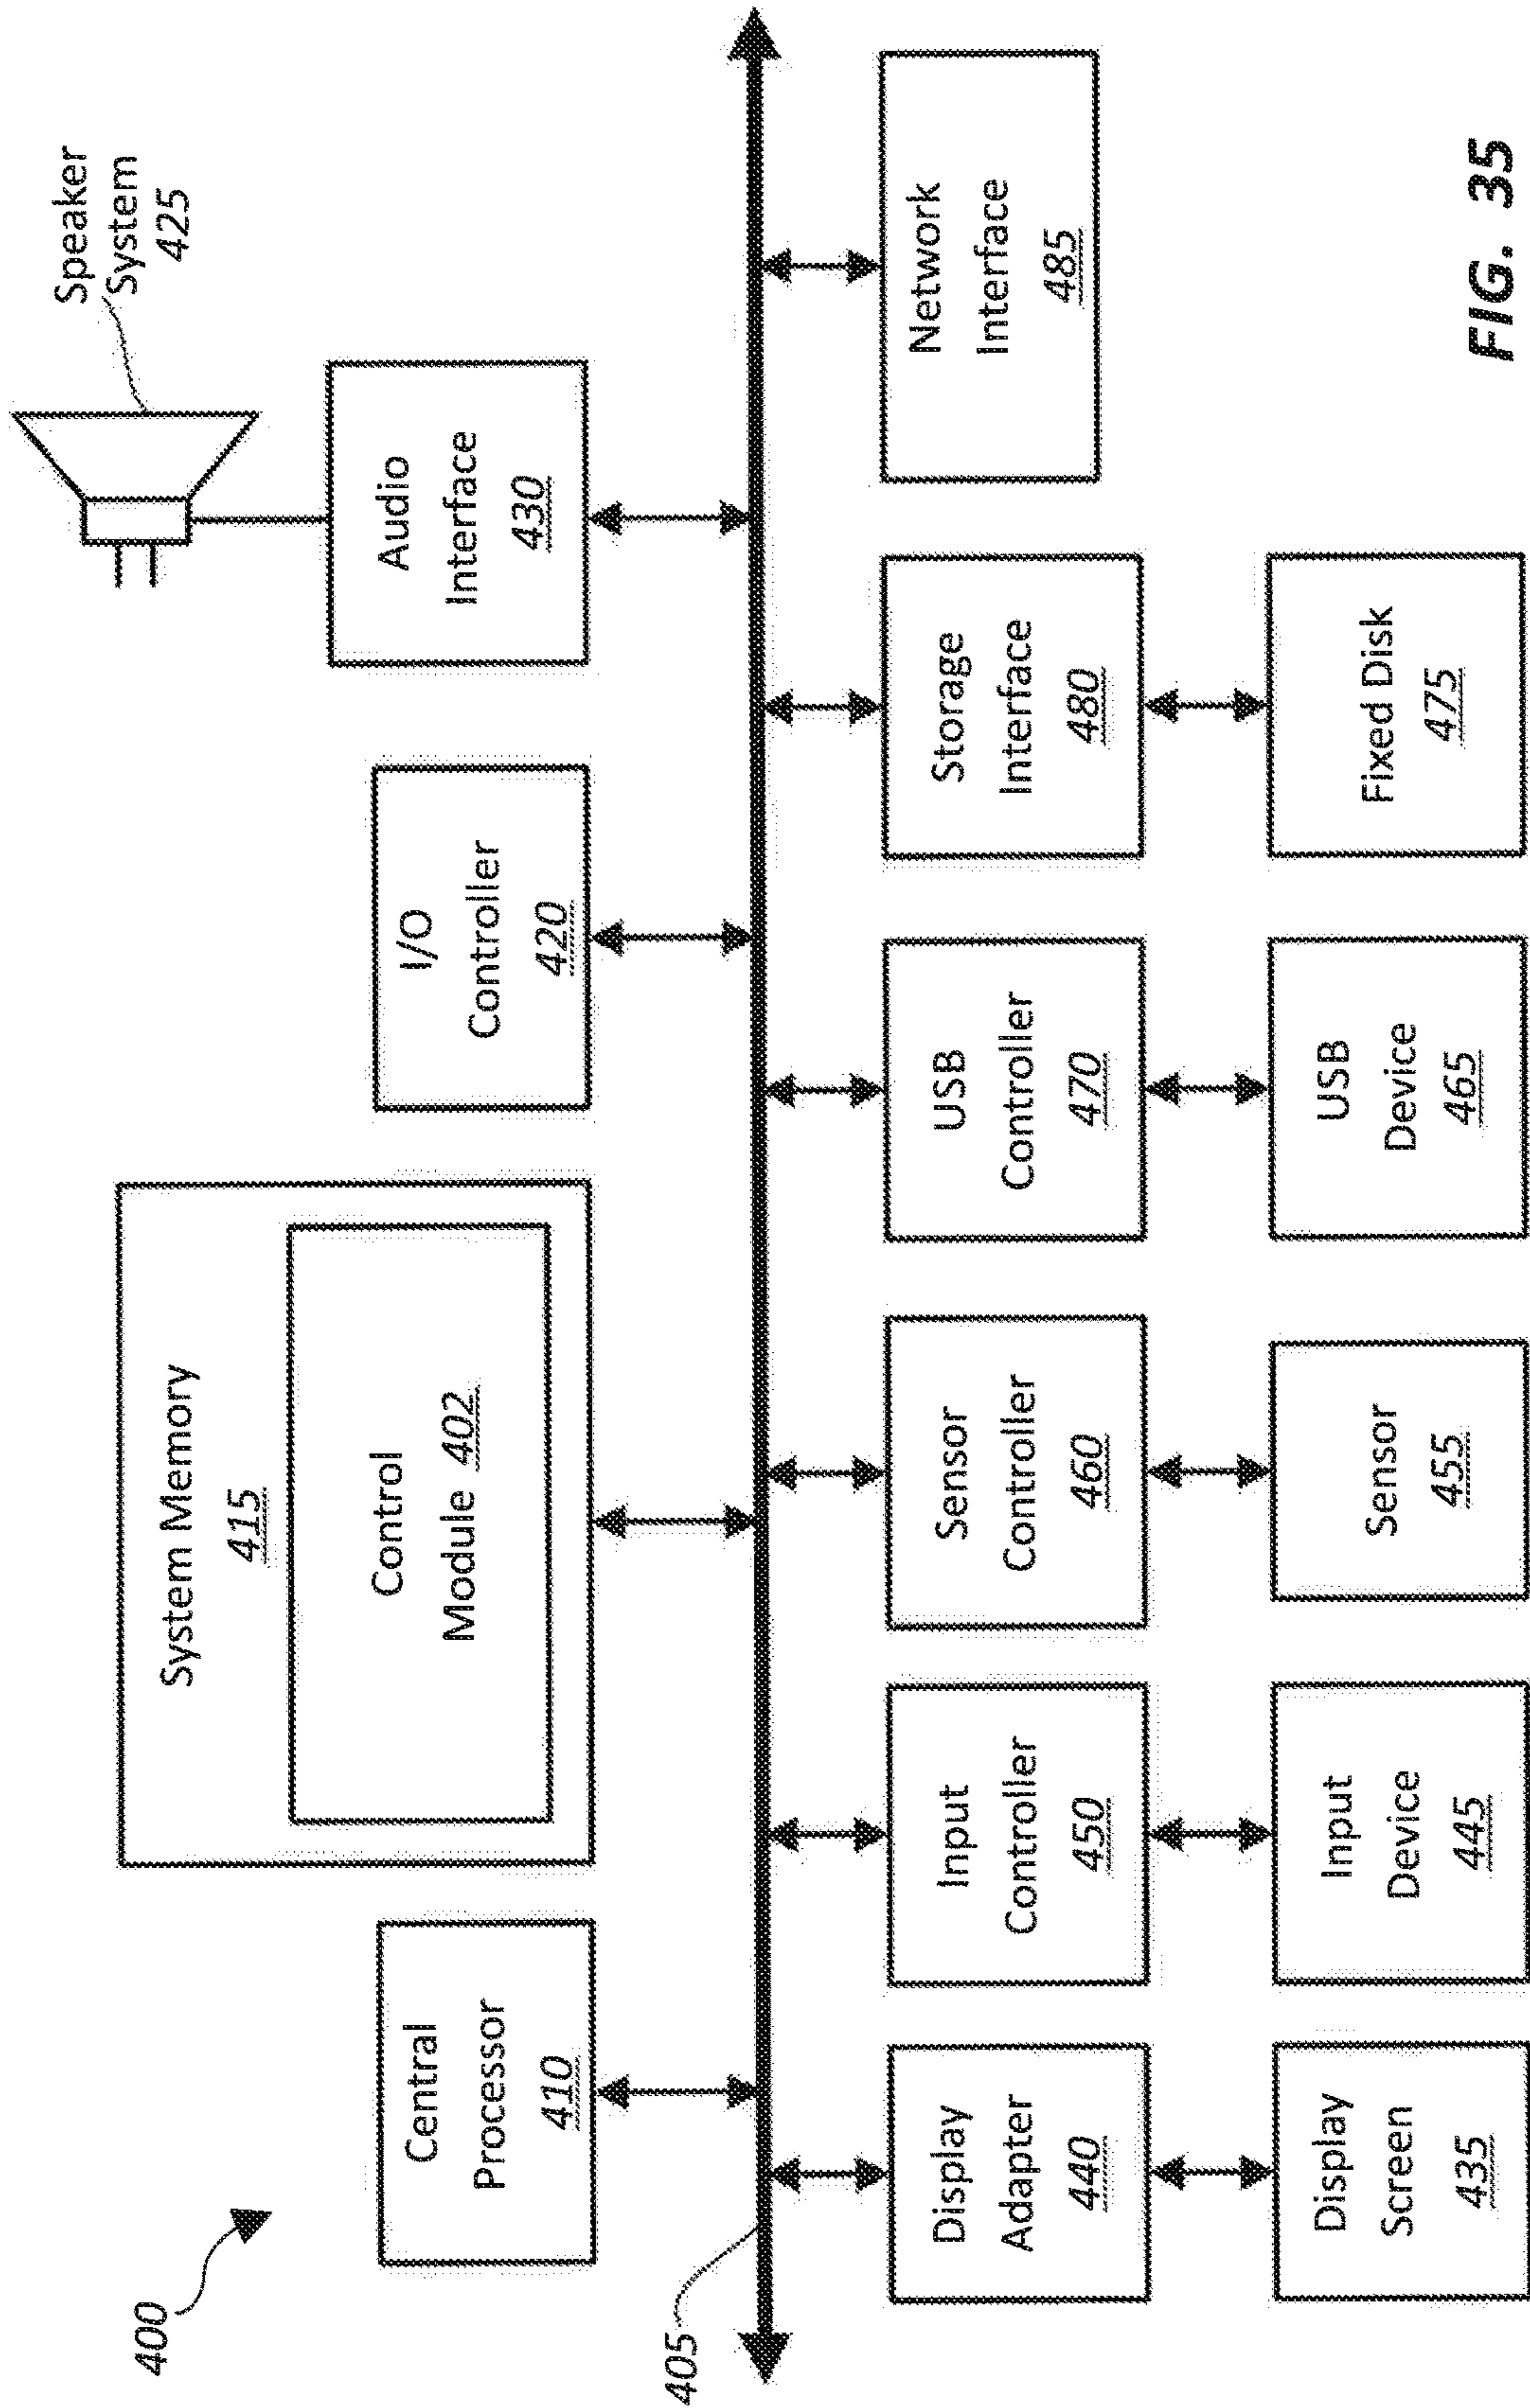 400
Speaker
System
425
System Memory
415
Control
Module 402
Central
Processor
410
I/O
Controller
420
Audio
Interface
430
405
Display
Adapter
440
Input
Controller
450
Sensor
Controller
460
USB
Controller
470
Storage
Interface
480
Network
Interface
485
Display
Screen
435
Input
Device
445
Sensor
455
USB
Device
465
Fixed Disk
475
FIG. 35